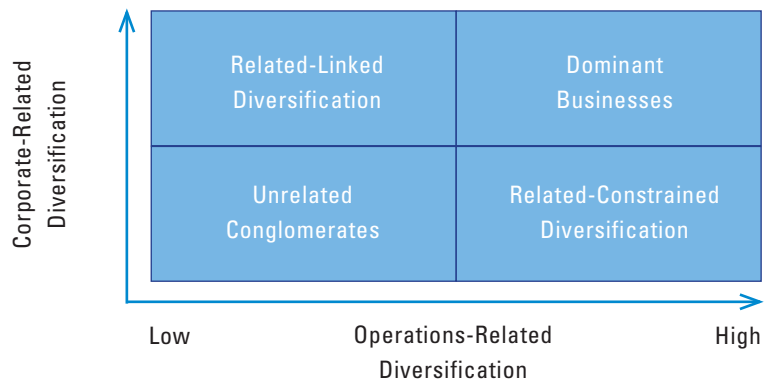 Corporate-Related
Diversification
Related-Linked
Diversification
Dominant
Businesses
Unrelated
Conglomerates
Related-Constrained
Diversification
Low
Operations-Related
Diversification
High